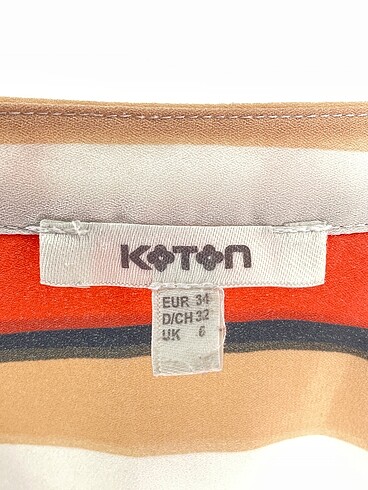 KOTON
EUR 34
D/CH 32
UK 6